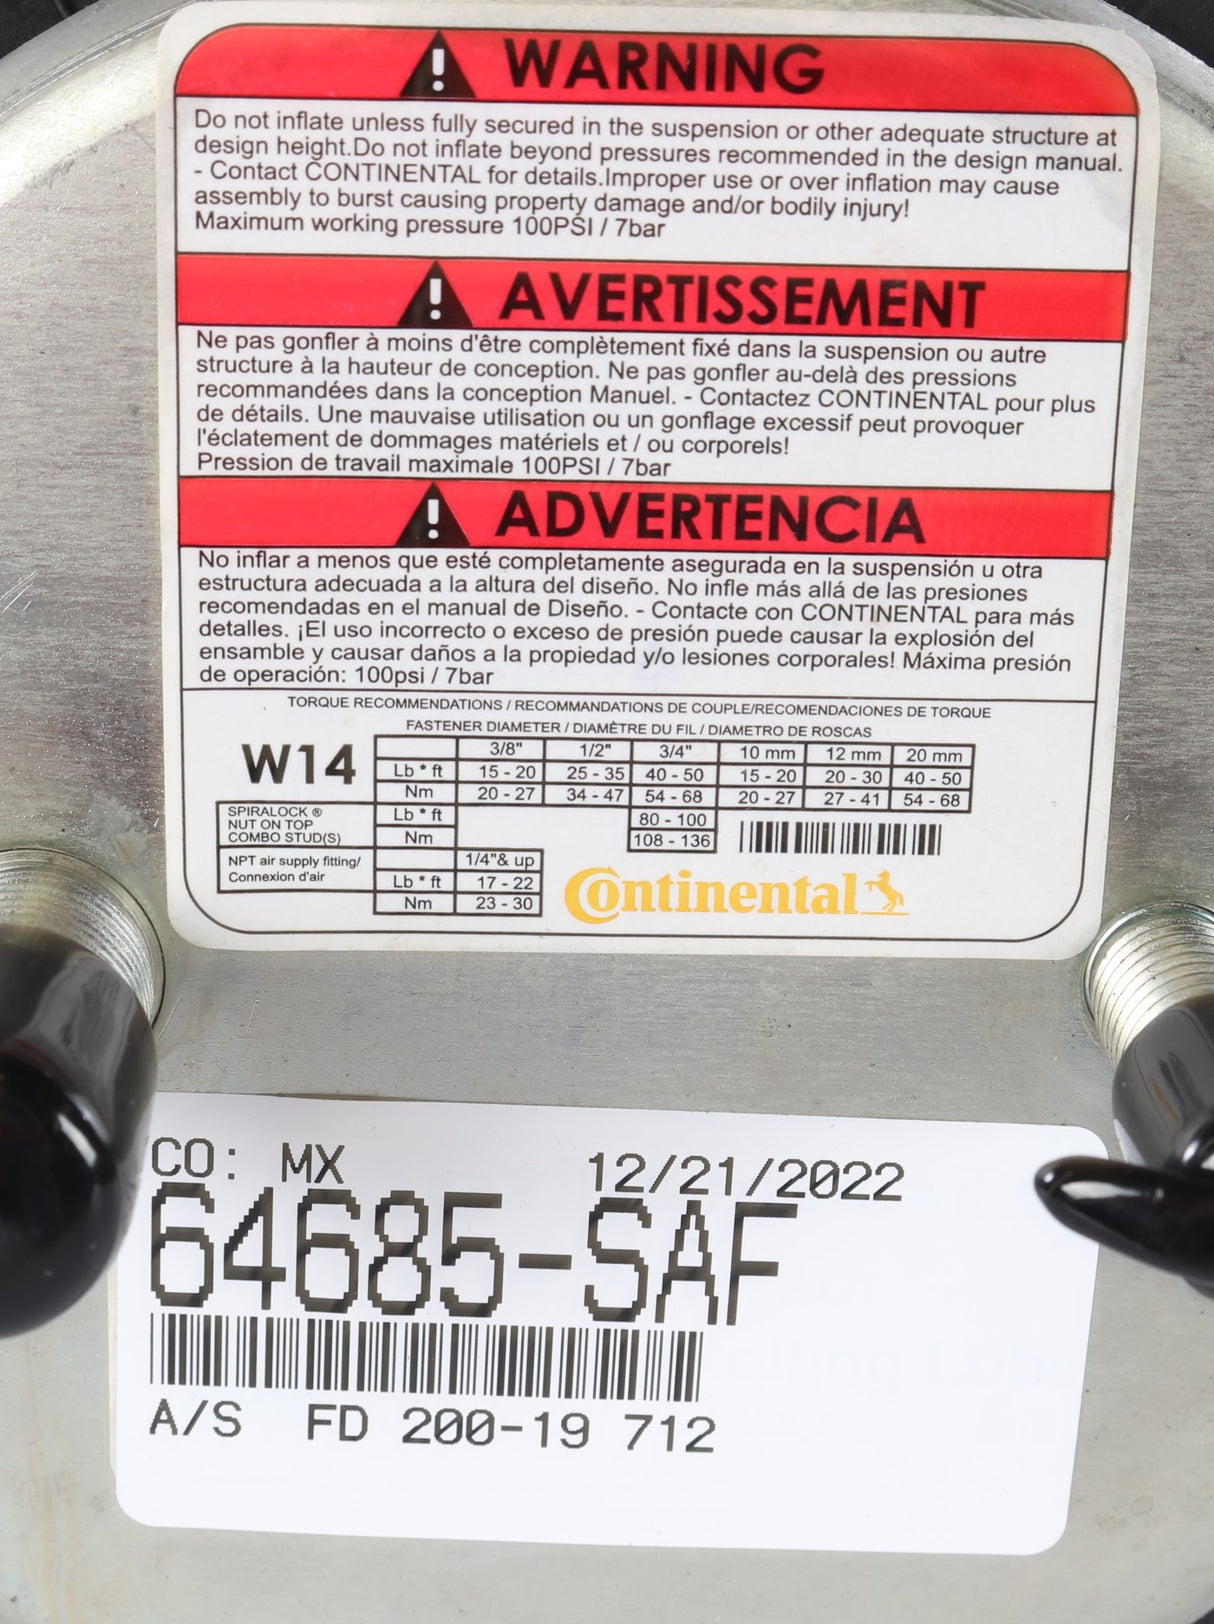 ! WARNING
Do not inflate unless fully secured in the suspension or other adequate structure at
design height.Do not inflate beyond pressures recommended in the design manual.
- Contact CONTINENTAL for details.Improper use or over inflation may cause
assembly to burst causing property damage and/or bodily injury!
Maximum working pressure 100PSI / 7bar
! AVERTISSEMENT
Ne pas gonfler à moins d'être complètement fixé dans la suspension ou autre
structure à la hauteur de conception. Ne pas gonfler au-delà des pressions
recommandées dans la conception Manuel. - Contactez CONTINENTAL pour plus
de détails. Une mauvaise utilisation ou un gonflage excessif peut provoquer
l'éclatement de dommages matériels et / ou corporels!
Pression de travail maximale 100PSI / 7bar
! ADVERTENCIA
No inflar a menos que esté completamente asegurada en la suspensión u otra
estructura adecuada a la altura del diseño. No infle más allá de las presiones
recomendadas en el manual de Diseño. - Contacte con CONTINENTAL para más
detalles. ¡El uso incorrecto o exceso de presión puede causar la explosión del
ensamble y causar daños a la propiedad y/o lesiones corporales! Máxima presión
de operación: 100psi / 7bar
TORQUE RECOMMENDATIONS / RECOMMANDATIONS DE COUPLE/RECOMENDACIONES DE TORQUE
FASTENER DIAMETER / DIAMÈTRE DU FIL / DIAMETRO DE ROSCAS
W14
3/8" 1/2" 3/4" 10 mm 12 mm 20 mm
Lb * ft 15 - 20 25 - 35 40 - 50 15 - 20 20 - 30 40 - 50
Nm 20 - 27 34 - 47 54 - 68 20 - 27 27 - 41 54 - 68
SPIRALOCK ®
NUT ON TOP
COMBO STUD(S)
Lb * ft 80 - 100
Nm 108 - 136
NPT air supply fitting/
Connexion d'air
1/4"& up
Lb * ft 17 - 22
Nm 23 - 30
Continental
CO: MX 12/21/2022
64685-SAF
A/S FD 200-19 712